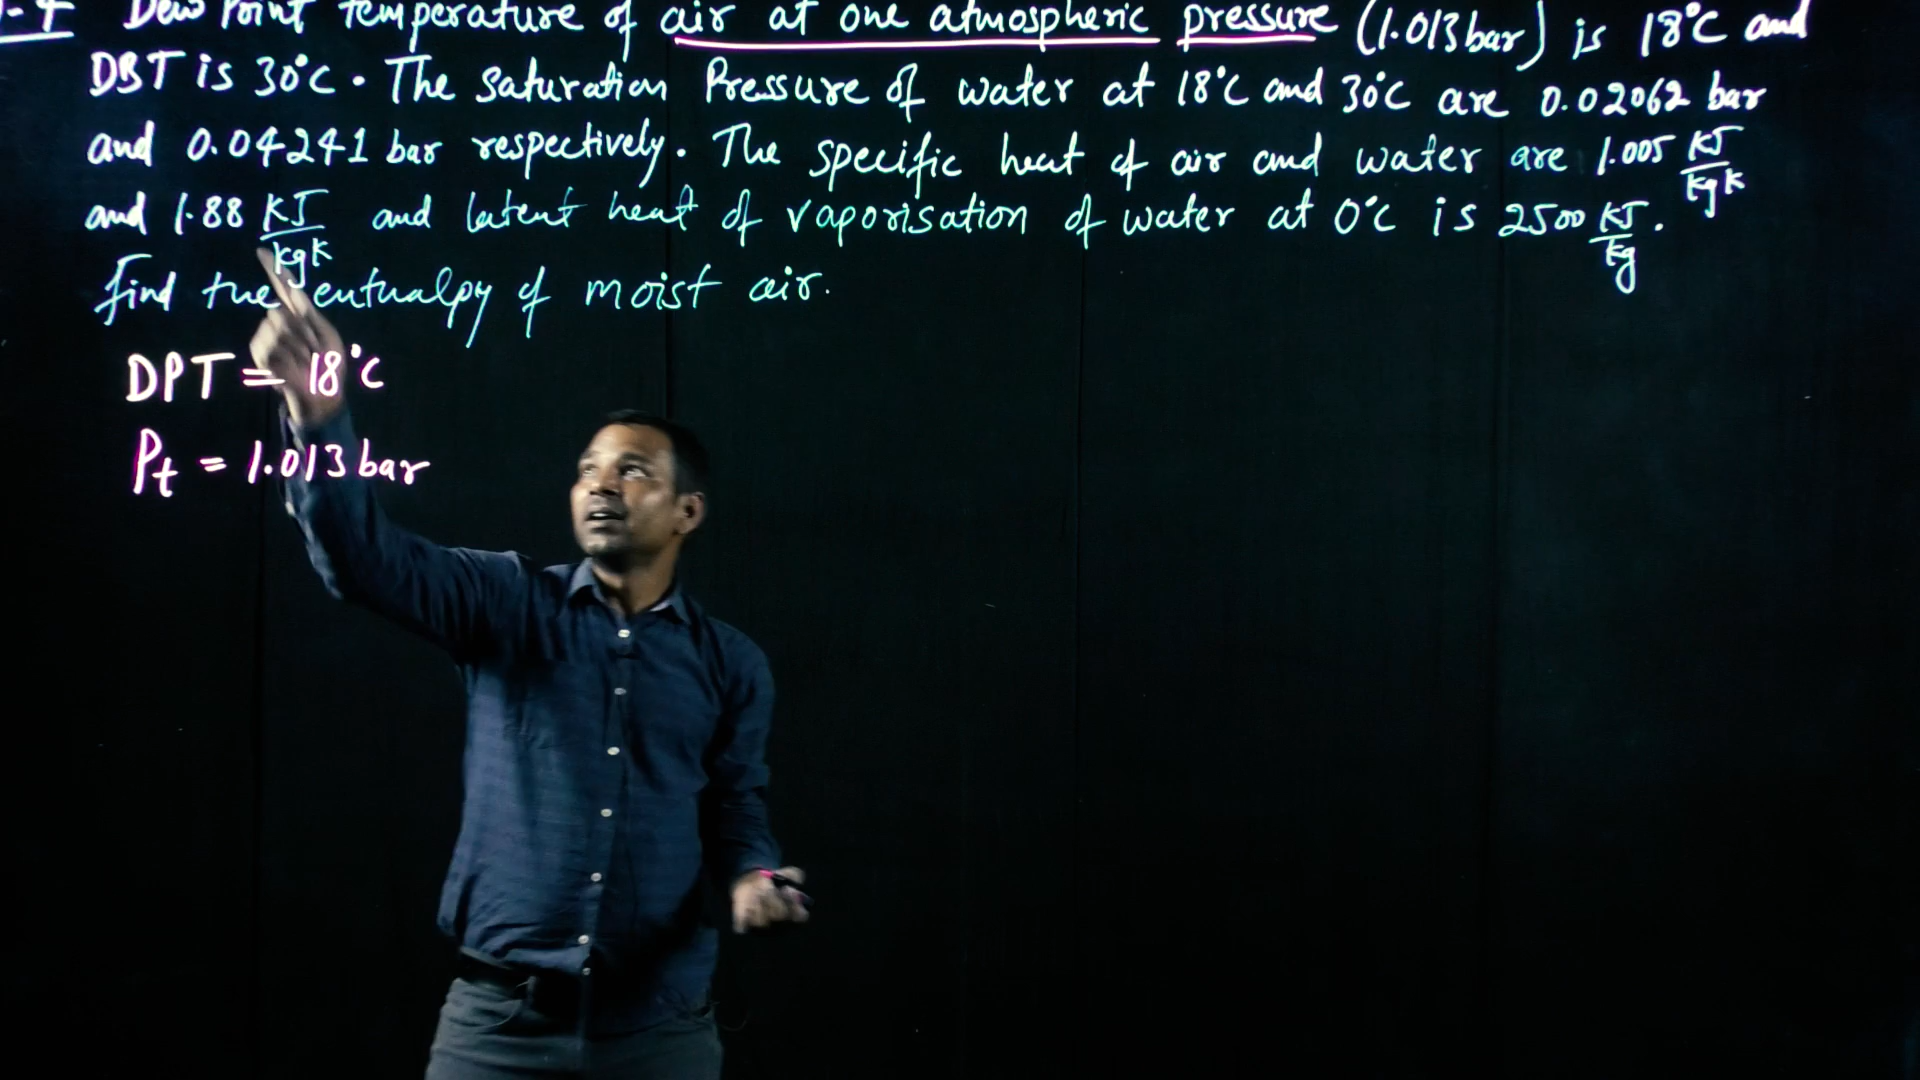 Dew Point temperature of air at one atmospheric pressure (1.013 bar) is 18°C and
DBT is 30°C. The saturation Pressure of water at 18°C and 30°C are 0.02062 bar
and 0.04241 bar respectively. The specific heat of air and water are 1.005 KJ/kgK
and 1.88 KJ/kgK and latent heat of vaporisation of water at 0°C is 2500 KJ/kg.
find the enthalpy of moist air.
DPT = 18°C
Pt = 1.013 bar